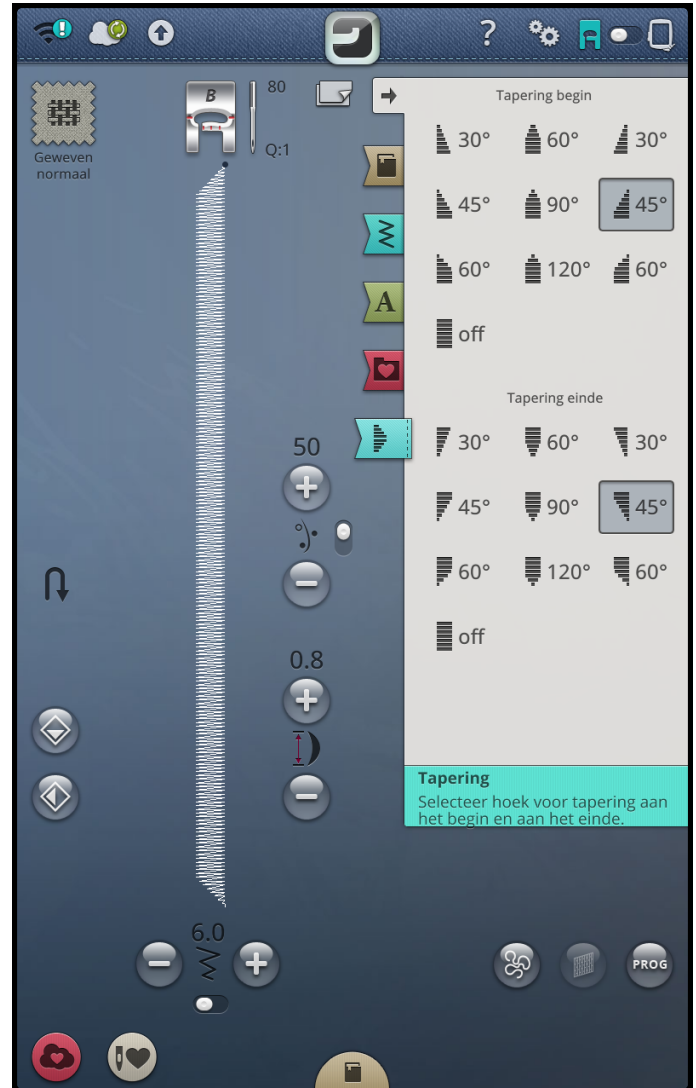 ?
80
B
Q:1
Geweven
normaal
Tapering begin
30° 60° 30°
45° 90° 45°
60° 120° 60°
off
A
Tapering einde
30° 60° 30°
45° 90° 45°
60° 120° 60°
off
50
0.8
Tapering
Selecteer hoek voor tapering aan
het begin en aan het einde.
6.0
PROG